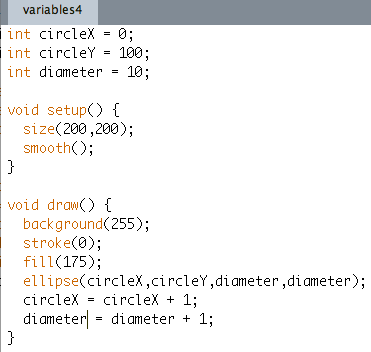 variables4
int circleX = 0;
int circleY = 100;
int diameter = 10;
void setup() {
size(200,200);
smooth();
}
void draw() {
background(255);
stroke(0);
fill(175);
ellipse(circleX,circleY,diameter,diameter);
circleX = circleX + 1;
diameter = diameter + 1;
}